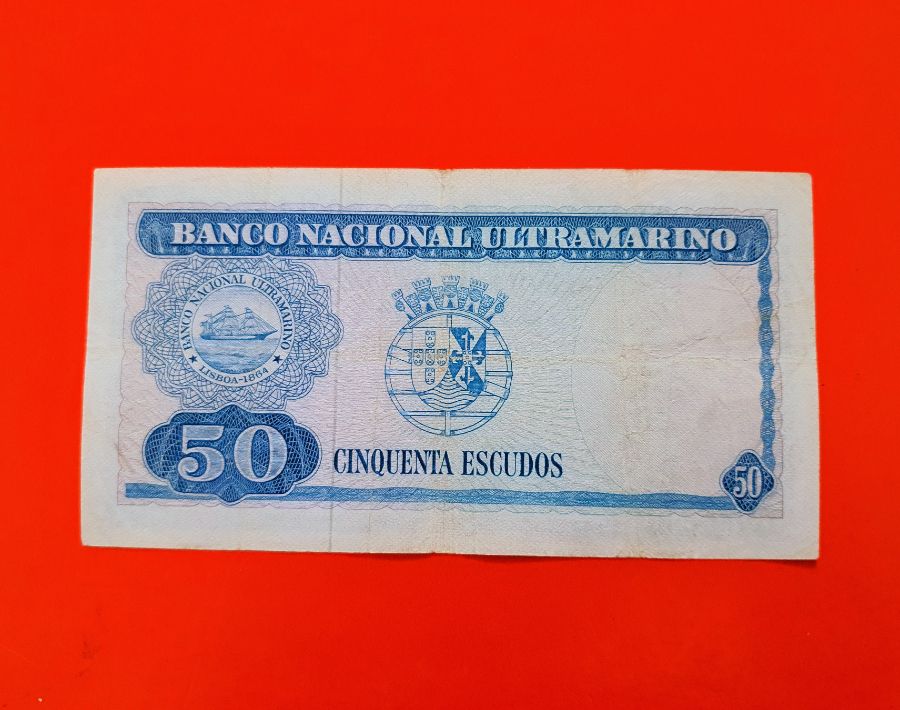 BANCO NACIONAL ULTRAMARINO
BANCO NACIONAL ULTRAMARINO
★ LISBOA-1864 ★
50
CINQUENTA ESCUDOS
50